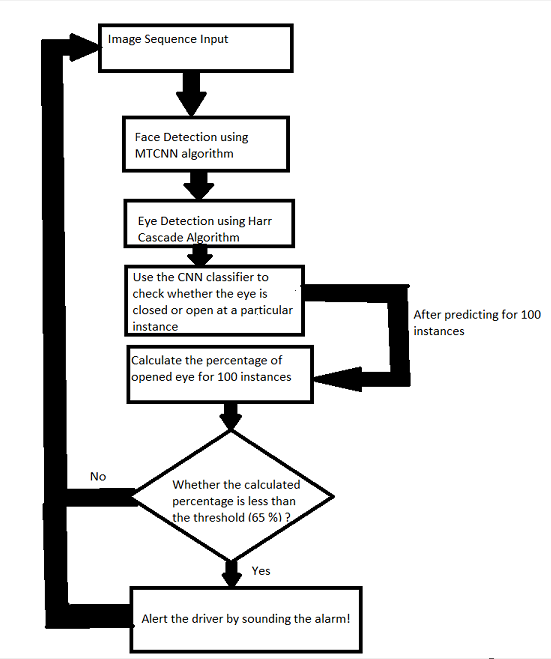 Image Sequence Input
Face Detection using
MTCNN algorithm
Eye Detection using Harr
Cascade Algorithm
Use the CNN classifier to
check whether the eye is
closed or open at a particular
instance
After predicting for 100
instances
Calculate the percentage of
opened eye for 100 instances
No
Whether the calculated
percentage is less than
the threshold (65 %) ?
Yes
Alert the driver by sounding the alarm!